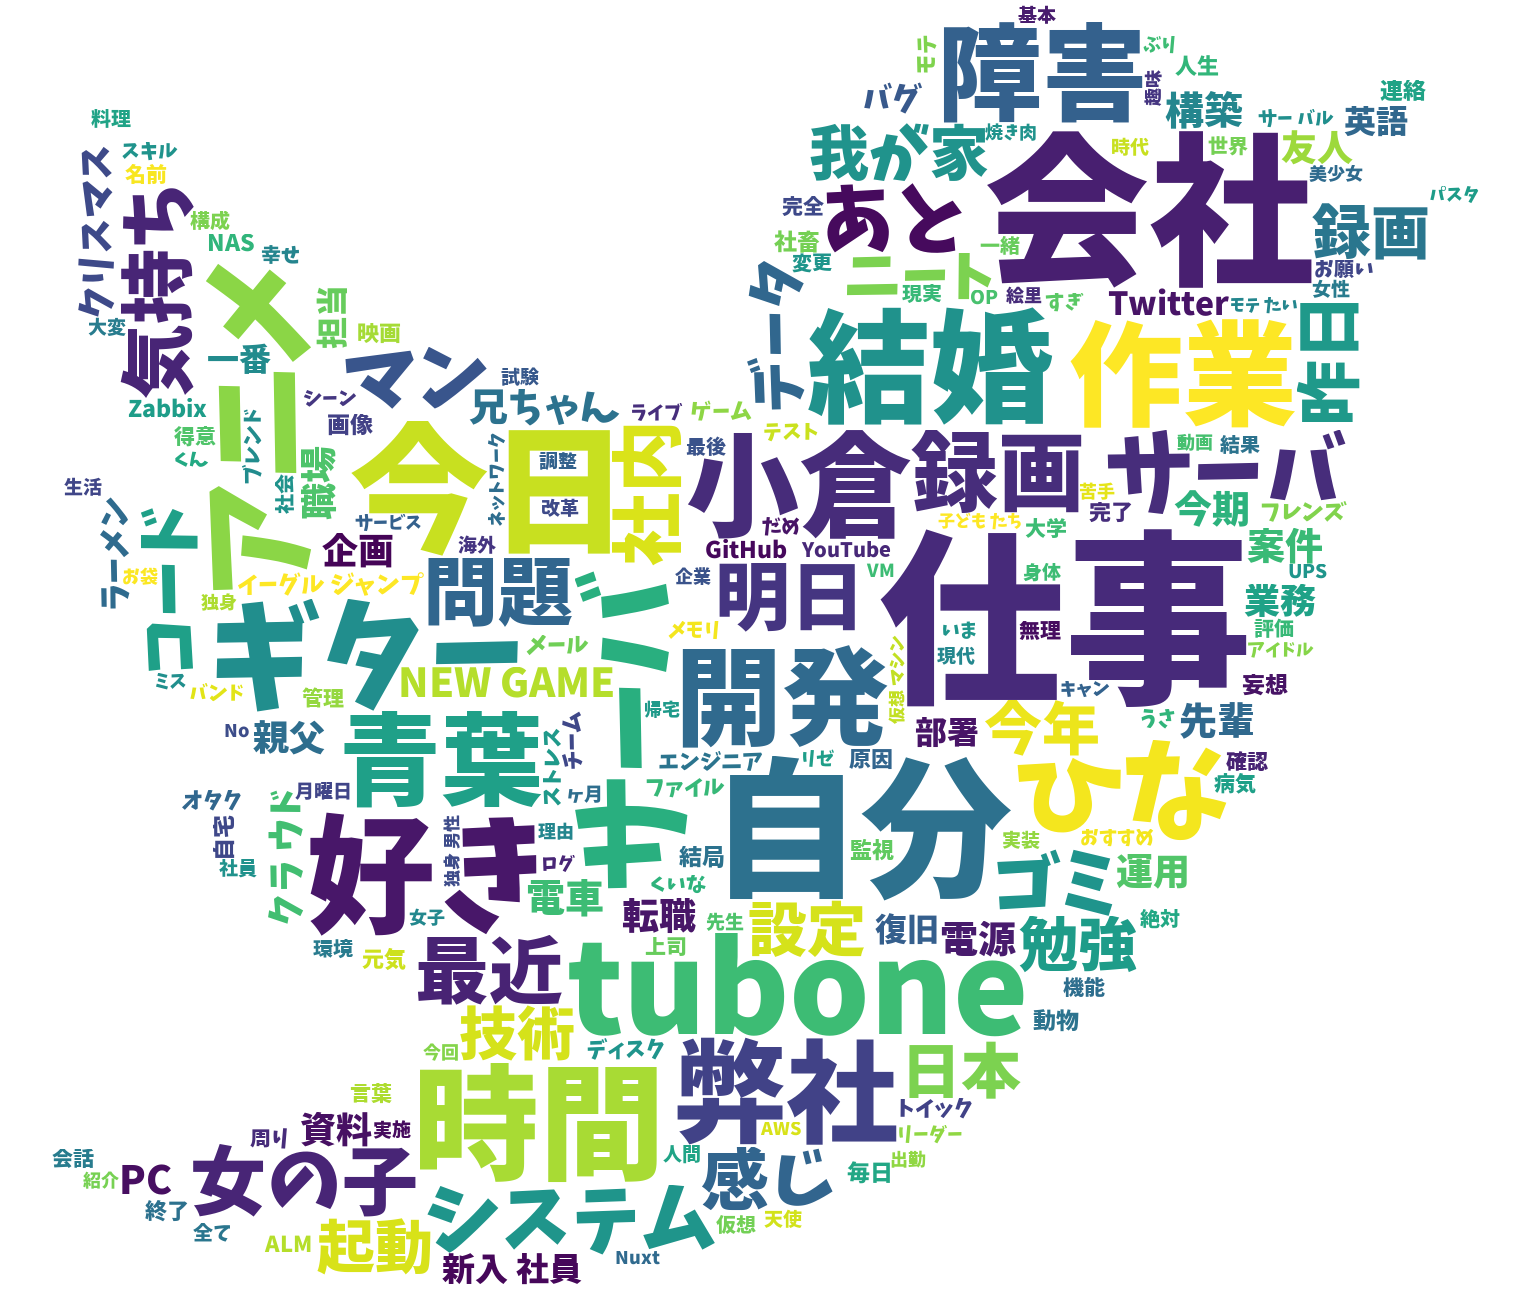 基本
障害
モテ
ぶり
人生
趣味
バグ
構築
連絡
サーバル
英語
料理
我が家
焼き肉
時代
世界
友人
スキル
名前
会社
美少女
クリスマス
気持ち
あと
完全
パスタ
構成
録画
NAS
幸せ
社畜
一緒
変更
ニート
お願い
アニメ
データ
現実
OP
絵里
すぎ
Twitter
モテたい
女性
担当
大変
映画
昨日
結婚
作業
一番
マン
試験
シーン
兄ちゃん
ライブ
ゲーム
Zabbix
画像
ブレンド
得意
くん
今日
社内
テスト
小倉
録画
サーバ
動画
結果
最後
ネットワーク
調整
職場
社会
生活
改革
苦手
完了
今期
フレンズ
ラーメン
コード
サービス
だめ
子どもたち
大学
企画
海外
GitHub
YouTube
仕事
案件
お袋
イーグルジャンプ
問題
企業
明日
VM
身体
UPS
独身
ギター
業務
メール
メモリ
いま
無理
評価
アイドル
ミス
バンド
管理
NEW GAME
開発
仮想マシン
現代
キャン
妄想
帰宅
No
親父
青葉
チーム
ストレス
部署
今年
うさ
先輩
エンジニア
リゼ
原因
ひな
確認
病気
オタク
クラウド
月曜日
ケ月
ファイル
自分
自宅
好き
独身男性
理由
監視
実装
おすすめ
社員
ログ
結局
ゴミ
運用
電車
くいな
女子
転職
先生
設定
復旧
電源
勉強
絶対
環境
元気
最近
上司
tubone
機能
技術
動物
今回
ディスク
弊社
日本
言葉
時間
トイック
周り
資料
実施
AWS
リーダー
会話
人間
感じ
毎日
出勤
紹介
PC
女の子
システム
終了
全て
仮想
天使
ALM
起動
新入社員
Nuxt